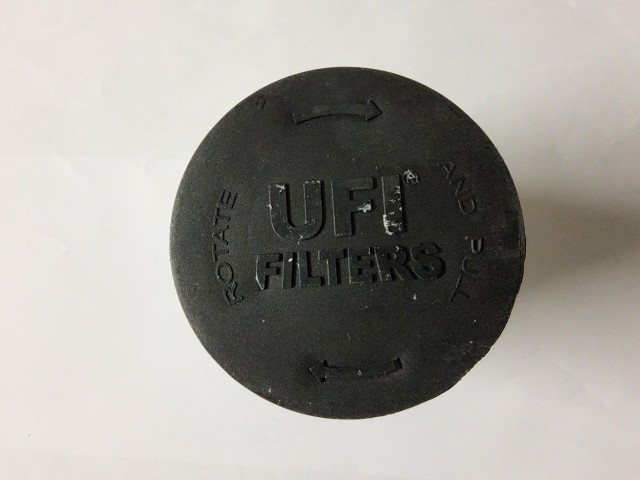 UFI®
FILTERS
ROTATE
AND PULL